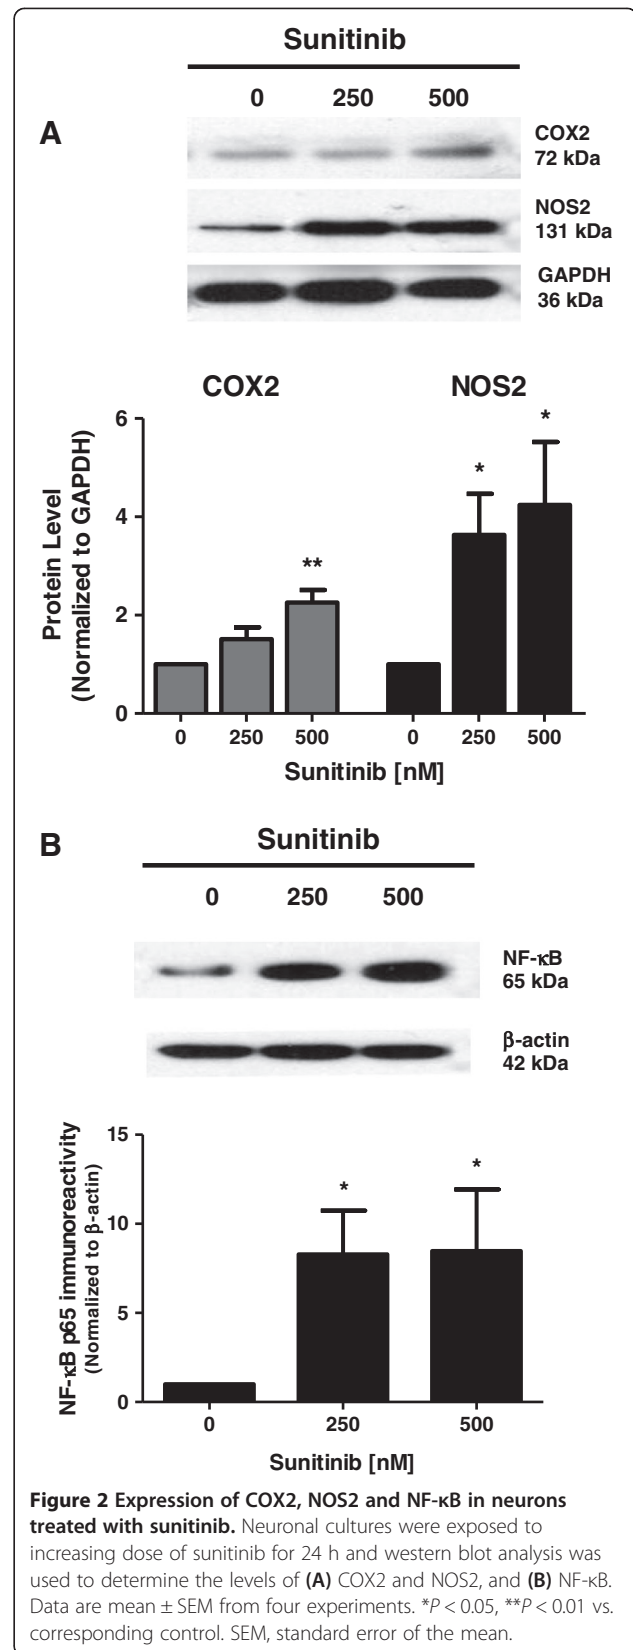 Sunitinib
0 250 500
A
COX2
72 kDa
NOS2
131 kDa
GAPDH
36 kDa
COX2 NOS2
Protein Level
(Normalized to GAPDH)
6
4
2
0
** * *
0 250 500 0 250 500
Sunitinib [nM]
B
Sunitinib
0 250 500
NF-κB
65 kDa
β-actin
42 kDa
NF-κB p65 immunoreactivity
(Normalized to β-actin)
15
10
5
0
* *
0 250 500
Sunitinib [nM]
Figure 2 Expression of COX2, NOS2 and NF-κB in neurons
treated with sunitinib. Neuronal cultures were exposed to
increasing dose of sunitinib for 24 h and western blot analysis was
used to determine the levels of (A) COX2 and NOS2, and (B) NF-κB.
Data are mean ± SEM from four experiments. *P < 0.05, **P < 0.01 vs.
corresponding control. SEM, standard error of the mean.